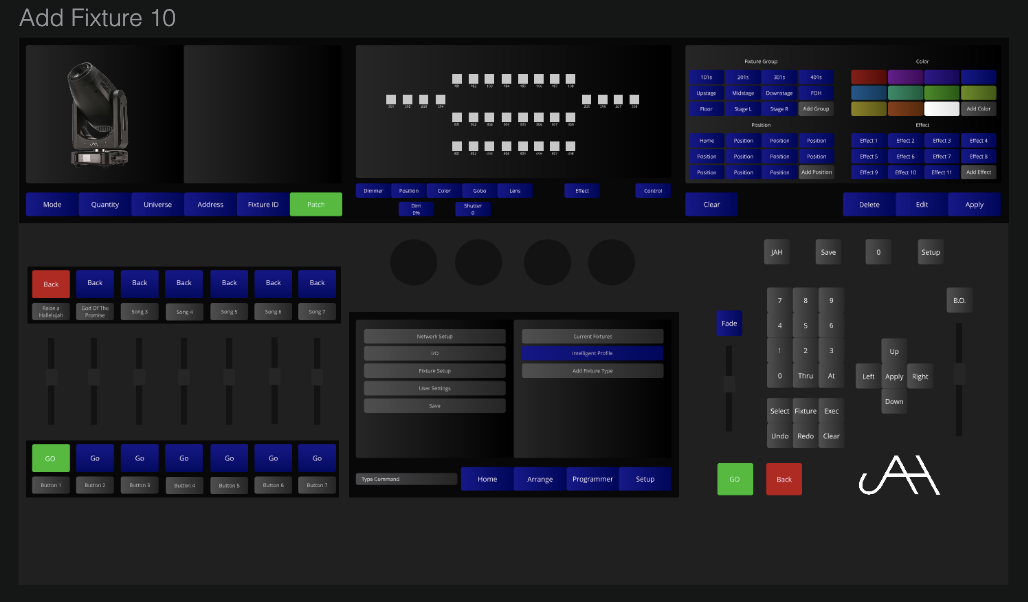 Add Fixture 10
Fixture Group
101s 201s 301s 401s
Upstage Midstage Downstage FOH
Floor Stage L Stage R Add Group
Color
Add Color
Position
Home Position Position Position
Position Position Position Position
Position Position Position Add Position
Effect
Effect 1 Effect 2 Effect 3 Effect 4
Effect 5 Effect 6 Effect 7 Effect 8
Effect 9 Effect 10 Effect 11 Add Effect
Mode Quantity Universe Address Fixture ID Patch
Dimmer Position Color Gobo Lens Effect Control
Dim
0%
Shutter
0
Clear Delete Edit Apply
JAH Save 0 Setup
Back Back Back Back Back Back Back
Raise a
Hallelujah
God Of The
Promise
Song 3 Song 4 Song 5 Song 6 Song 7
GO Go Go Go Go Go Go
Button 1 Button 2 Button 3 Button 4 Button 5 Button 6 Button 7
Network Setup
I/O
Fixture Setup
User Settings
Save
Current Fixtures
Intelligent Profile
Add Fixture Type
Type Command Home Arrange Programmer Setup
Fade
7 8 9
4 5 6
1 2 3
0 Thru At
Select Fixture Exec
Undo Redo Clear
B.O.
Up
Left Apply Right
Down
GO Back
JAH